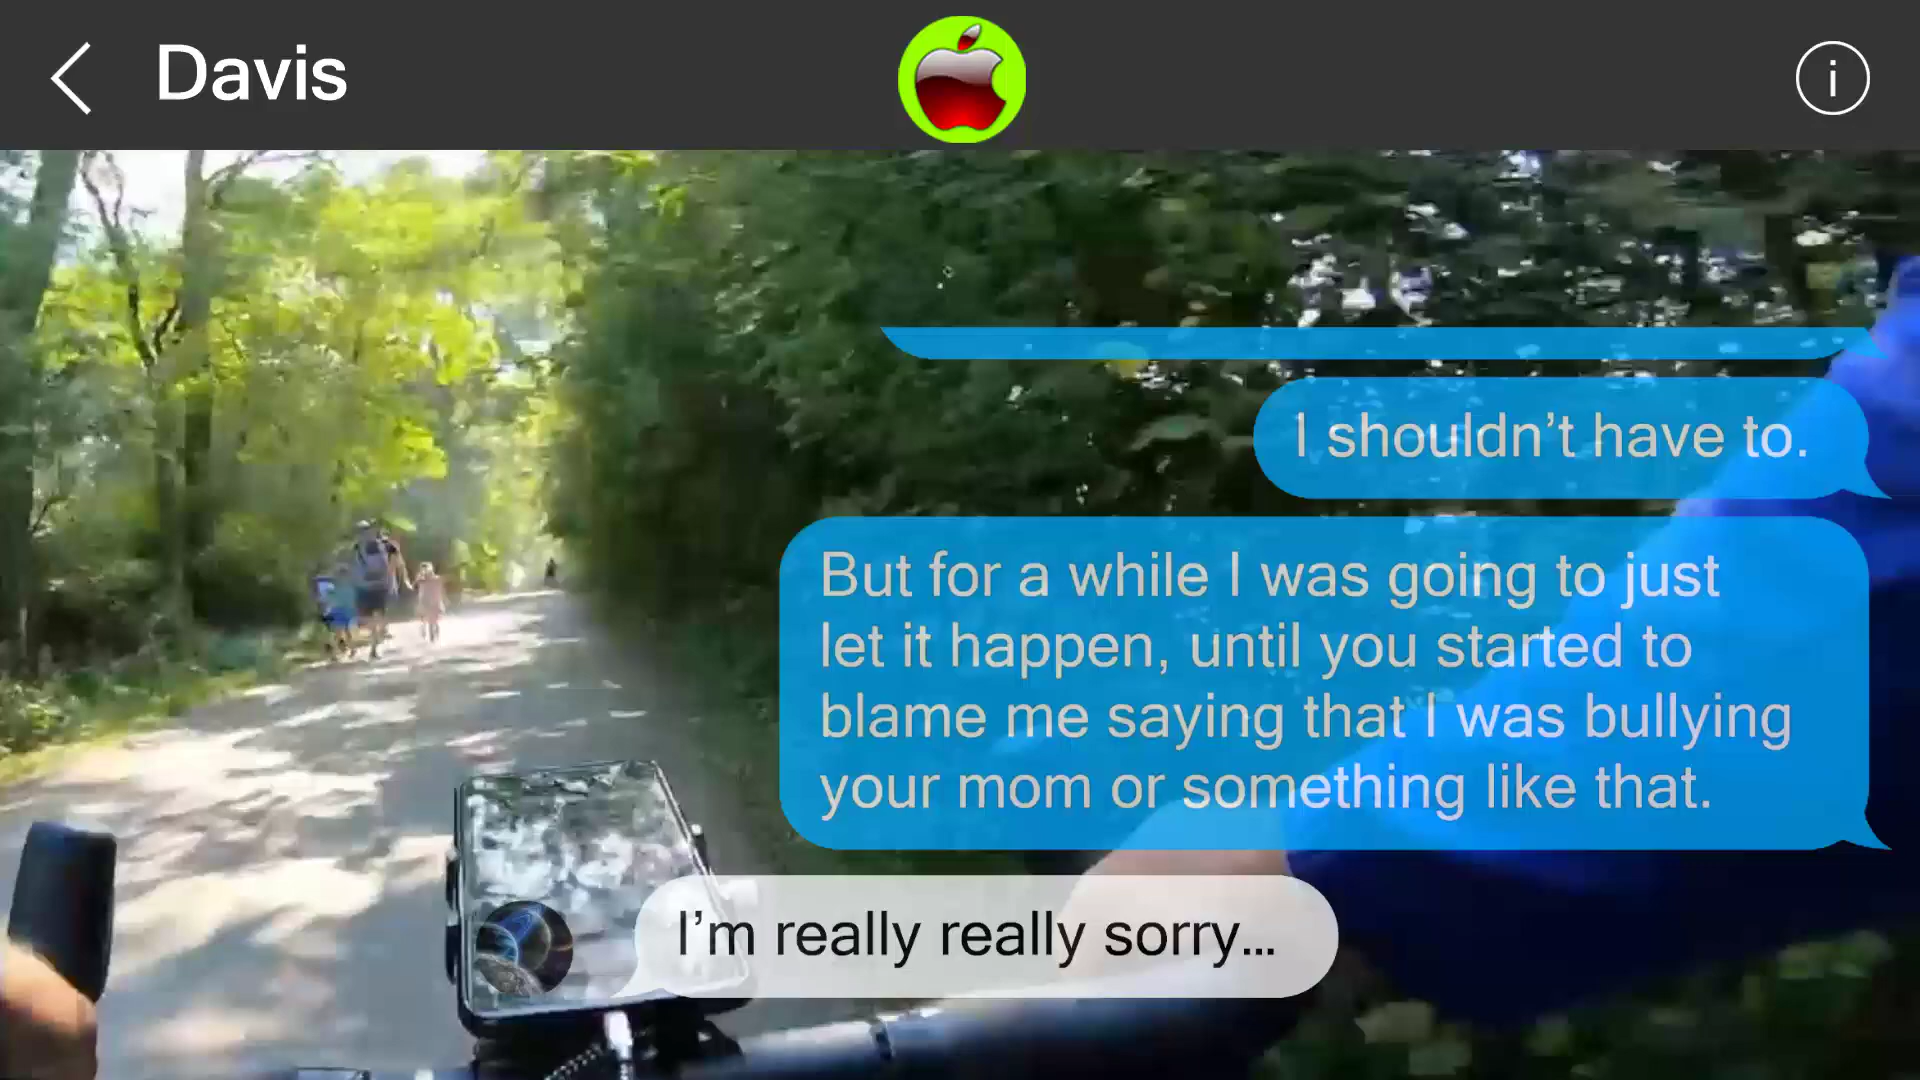 Davis
I shouldn’t have to.
But for a while I was going to just
let it happen, until you started to
blame me saying that I was bullying
your mom or something like that.
I’m really really sorry...